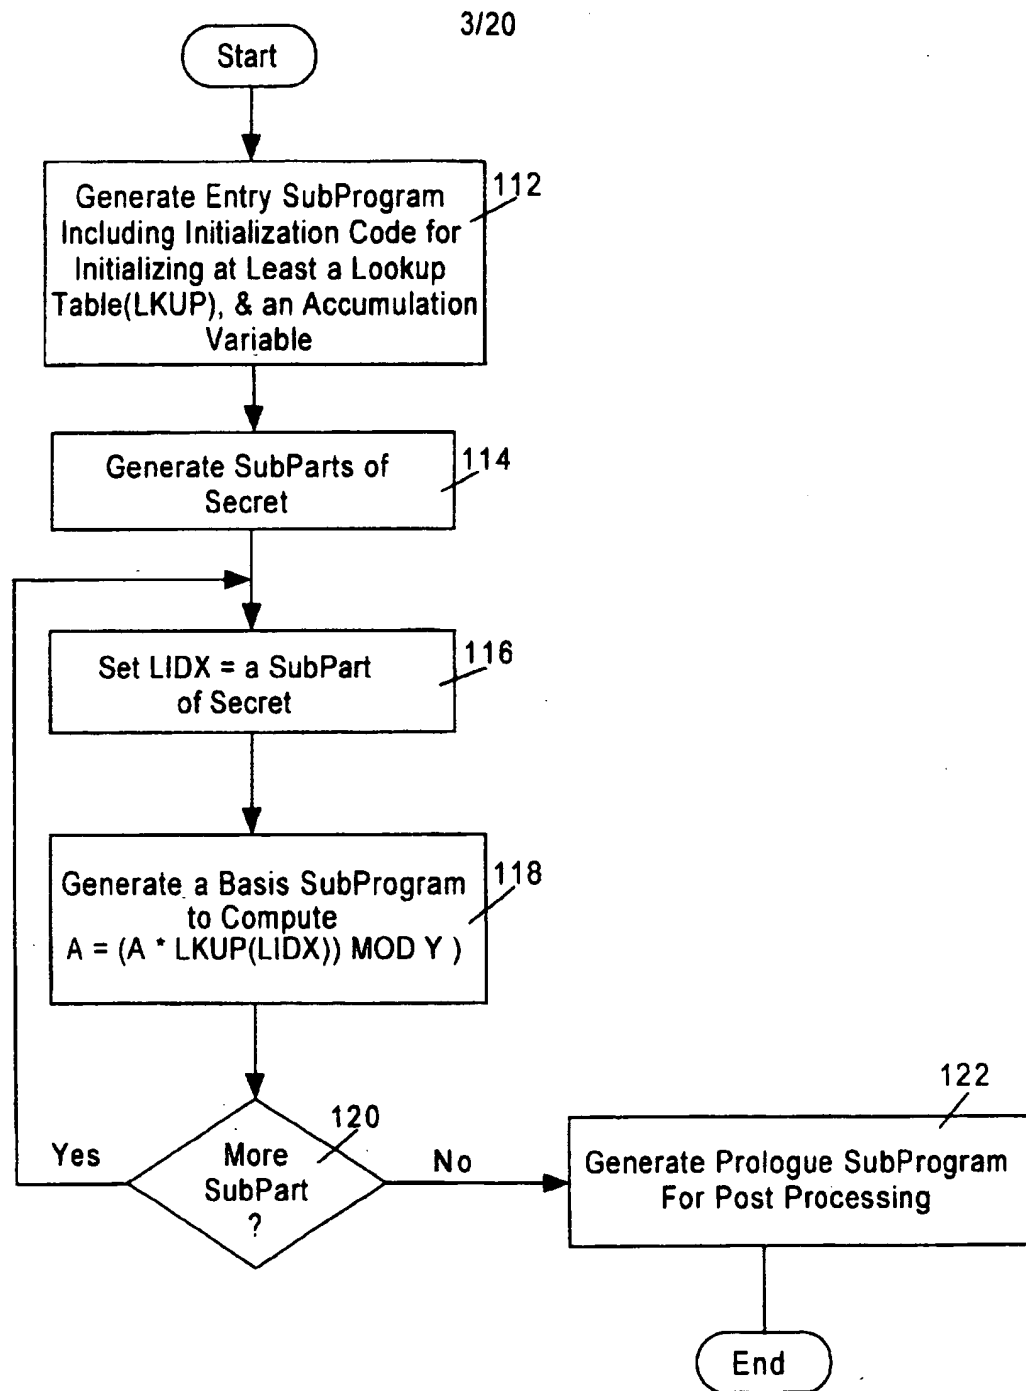 3/20
Start
Generate Entry SubProgram
Including Initialization Code for
Initializing at Least a Lookup
Table(LKUP), & an Accumulation
Variable
112
Generate SubParts of
Secret
114
Set LIDX = a SubPart
of Secret
116
Generate a Basis SubProgram
to Compute
A = (A * LKUP(LIDX)) MOD Y )
118
More
SubPart
?
120
Yes
No
122
Generate Prologue SubProgram
For Post Processing
End